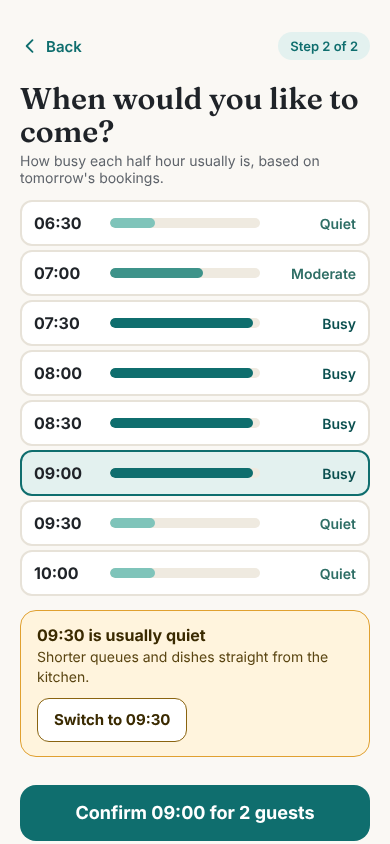 Back
Step 2 of 2
When would you like to
come?
How busy each half hour usually is, based on
tomorrow's bookings.
06:30 Quiet
07:00 Moderate
07:30 Busy
08:00 Busy
08:30 Busy
09:00 Busy
09:30 Quiet
10:00 Quiet
09:30 is usually quiet
Shorter queues and dishes straight from the
kitchen.
Switch to 09:30
Confirm 09:00 for 2 guests